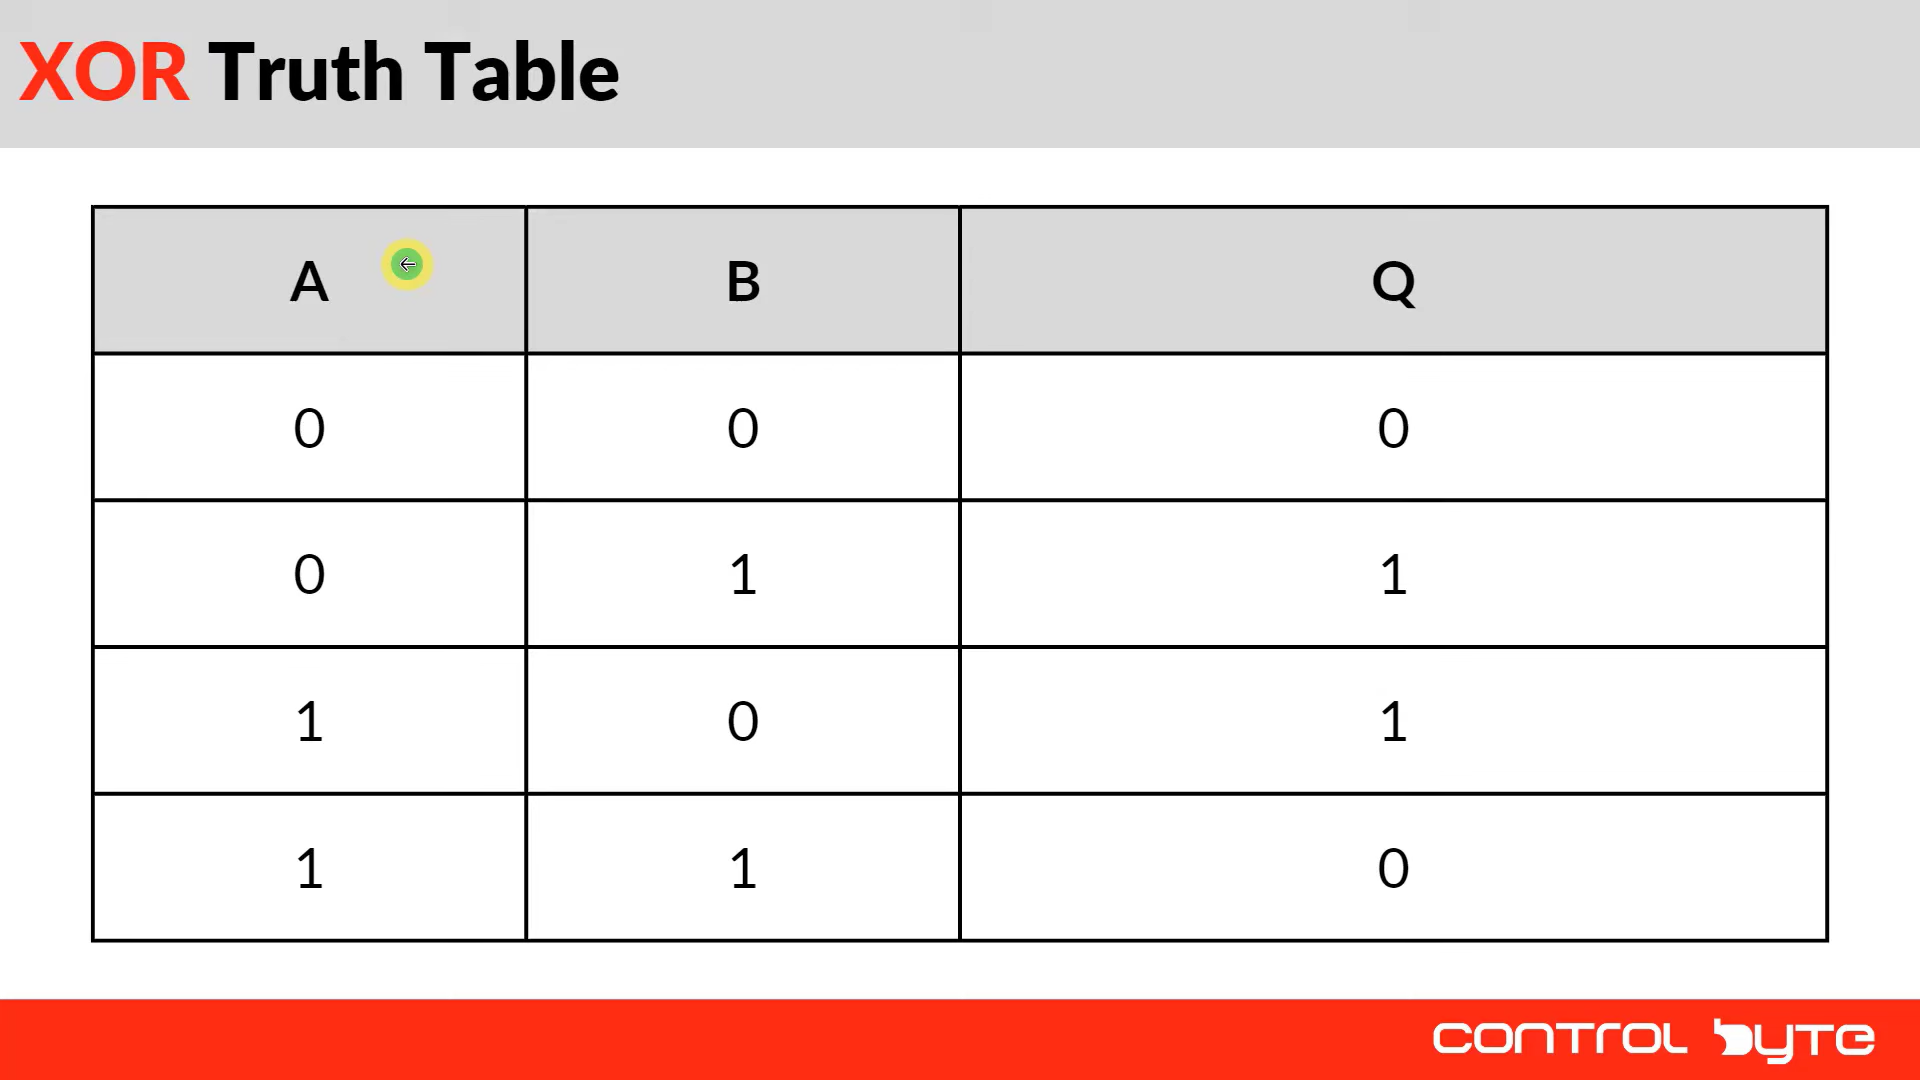 XOR Truth Table
A B Q
0 0 0
0 1 1
1 0 1
1 1 0
CONTROL BYTE